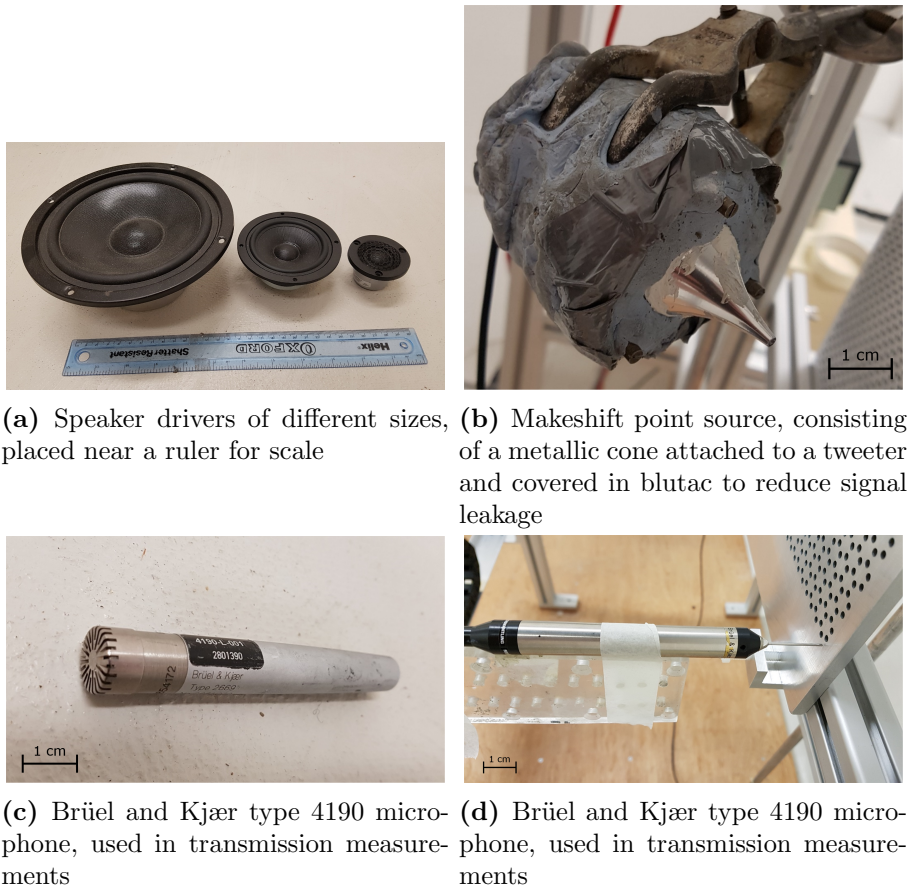 Shatter Resistant OXFORD Helix
1 cm
(a) Speaker drivers of different sizes,
placed near a ruler for scale
(b) Makeshift point source, consisting
of a metallic cone attached to a tweeter
and covered in blutac to reduce signal
leakage
4190-L-001
2801390
Brüel & Kjær
Type 2669
1 cm
1 cm
(c) Brüel and Kjær type 4190 micro-
phone, used in transmission measure-
ments
(d) Brüel and Kjær type 4190 micro-
phone, used in transmission measure-
ments